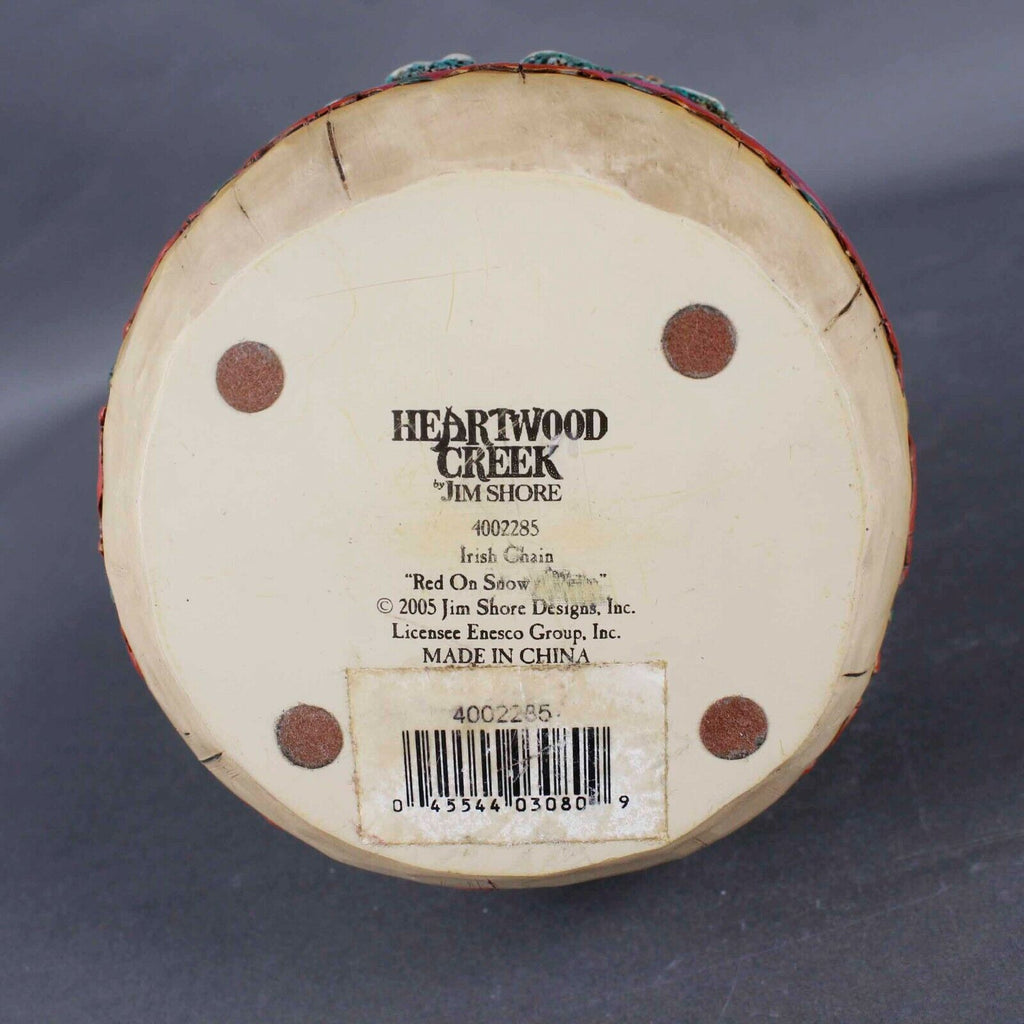 HEARTWOOD
CREEK
by JIM SHORE
4002285
Irish Chain
"Red On Snow "
© 2005 Jim Shore Designs, Inc.
Licensee Enesco Group, Inc.
MADE IN CHINA
4002285
0 45544 03080 9